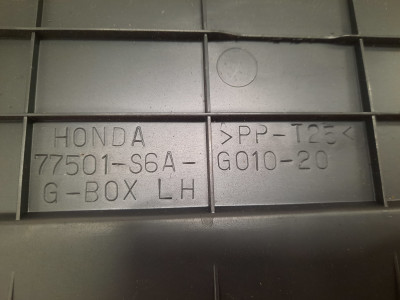 HONDA >PP-T25<
77501-S6A-G010-20
G-BOX LH